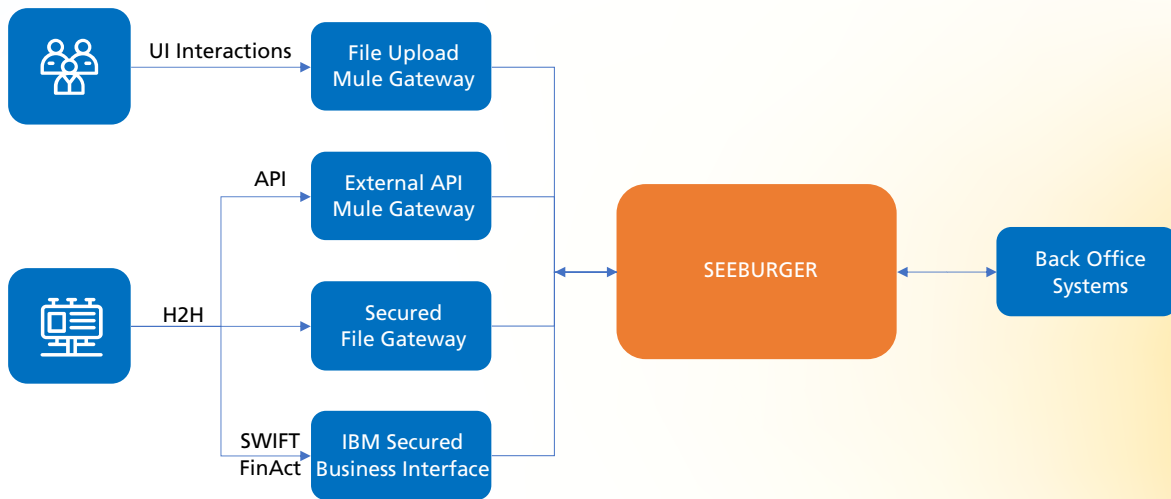 UI Interactions
File Upload
Mule Gateway
API
External API
Mule Gateway
SEEBURGER
Back Office
Systems
H2H
Secured
File Gateway
SWIFT
FinAct
IBM Secured
Business Interface